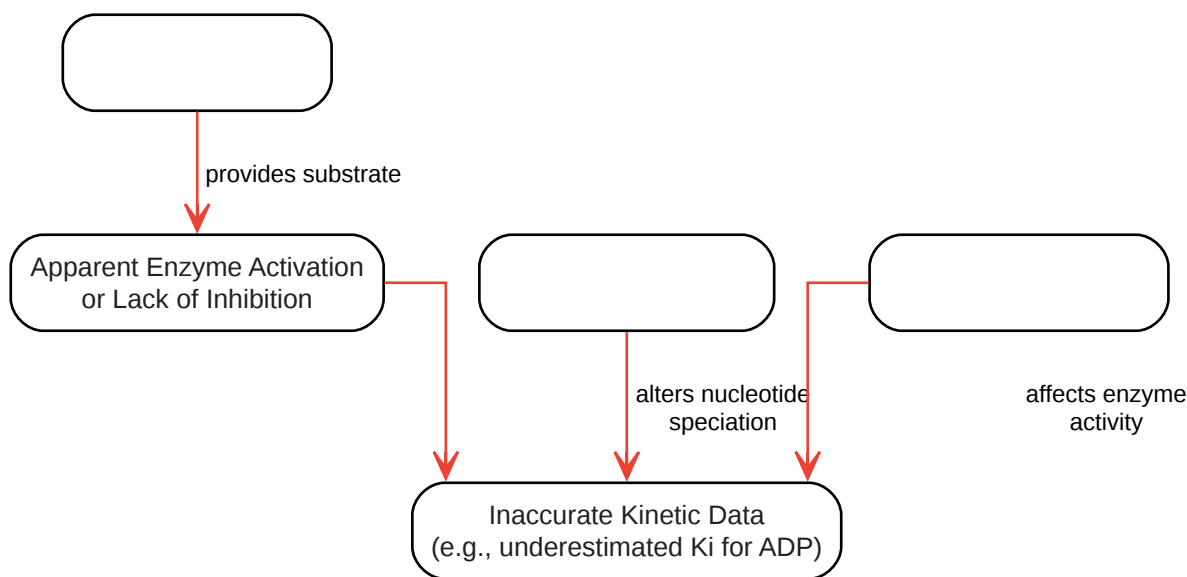 provides substrate
Apparent Enzyme Activation
or Lack of Inhibition
alters nucleotide
speciation
affects enzyme
activity
Inaccurate Kinetic Data
(e.g., underestimated Ki for ADP)